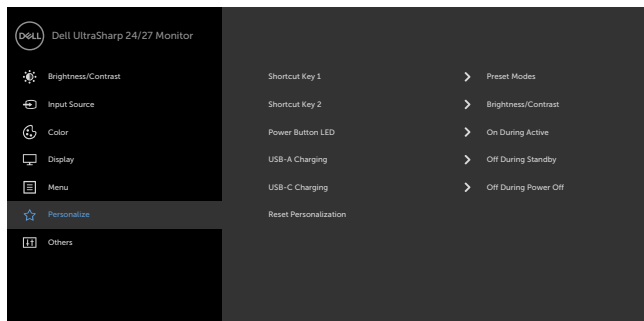 DELL Dell UltraSharp 24/27 Monitor
Brightness/Contrast Shortcut Key 1 Preset Modes
Input Source Shortcut Key 2 Brightness/Contrast
Color Power Button LED On During Active
Display USB-A Charging Off During Standby
Menu USB-C Charging Off During Power Off
Personalize Reset Personalization
Others